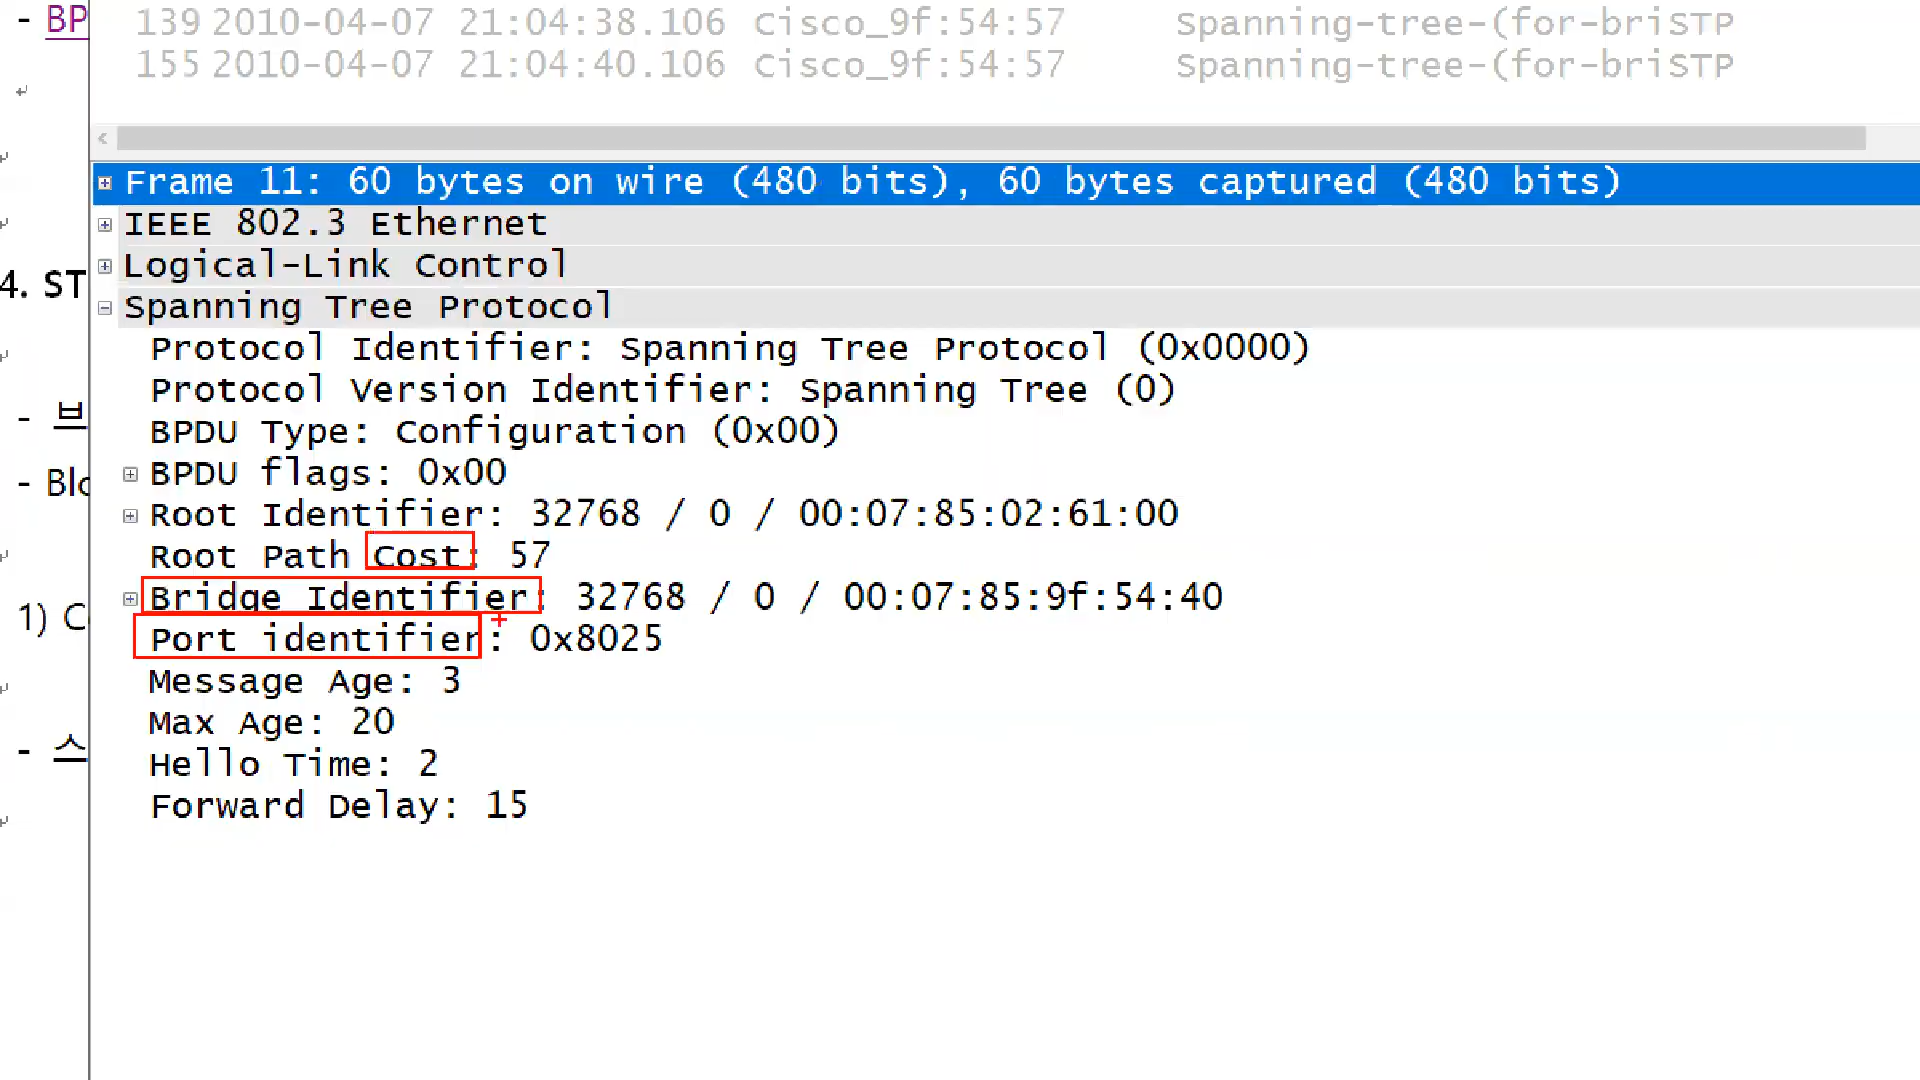 - BP
139 2010-04-07 21:04:38.106 Cisco_9f:54:57 Spanning-tree-(for-briSTP
155 2010-04-07 21:04:40.106 Cisco_9f:54:57 Spanning-tree-(for-briSTP
Frame 11: 60 bytes on wire (480 bits), 60 bytes captured (480 bits)
IEEE 802.3 Ethernet
Logical-Link Control
4. ST
Spanning Tree Protocol
Protocol Identifier: Spanning Tree Protocol (0x0000)
Protocol Version Identifier: Spanning Tree (0)
- 브
BPDU Type: Configuration (0x00)
- Blo
BPDU flags: 0x00
Root Identifier: 32768 / 0 / 00:07:85:02:61:00
Root Path Cost: 57
Bridge Identifier: 32768 / 0 / 00:07:85:9f:54:40
1) C
Port identifier: 0x8025
Message Age: 3
Max Age: 20
- 스
Hello Time: 2
Forward Delay: 15